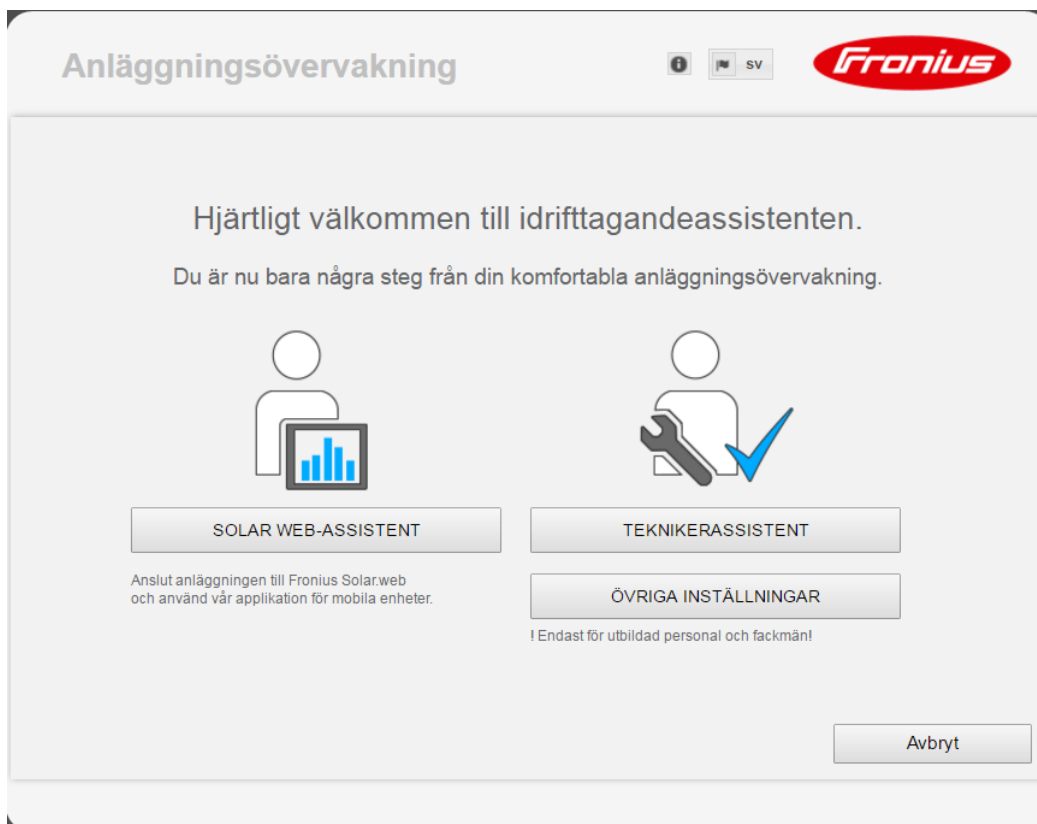 Anläggningsövervakning
SV
Fronius
Hjärtligt välkommen till idrifttagandeassistenten.
Du är nu bara några steg från din komfortabla anläggningsövervakning.
SOLAR WEB-ASSISTENT
TEKNIKERASSISTENT
Anslut anläggningen till Fronius Solar.web
och använd vår applikation för mobila enheter.
ÖVRIGA INSTÄLLNINGAR
! Endast för utbildad personal och fackmän!
Avbryt